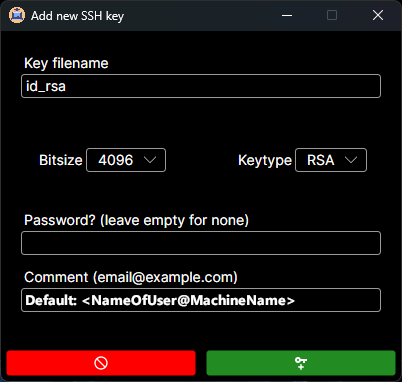 Add new SSH key
Key filename
id_rsa
Bitsize 4096 Keytype RSA
Password? (leave empty for none)
Comment (email@example.com)
Default: <NameOfUser@MachineName>